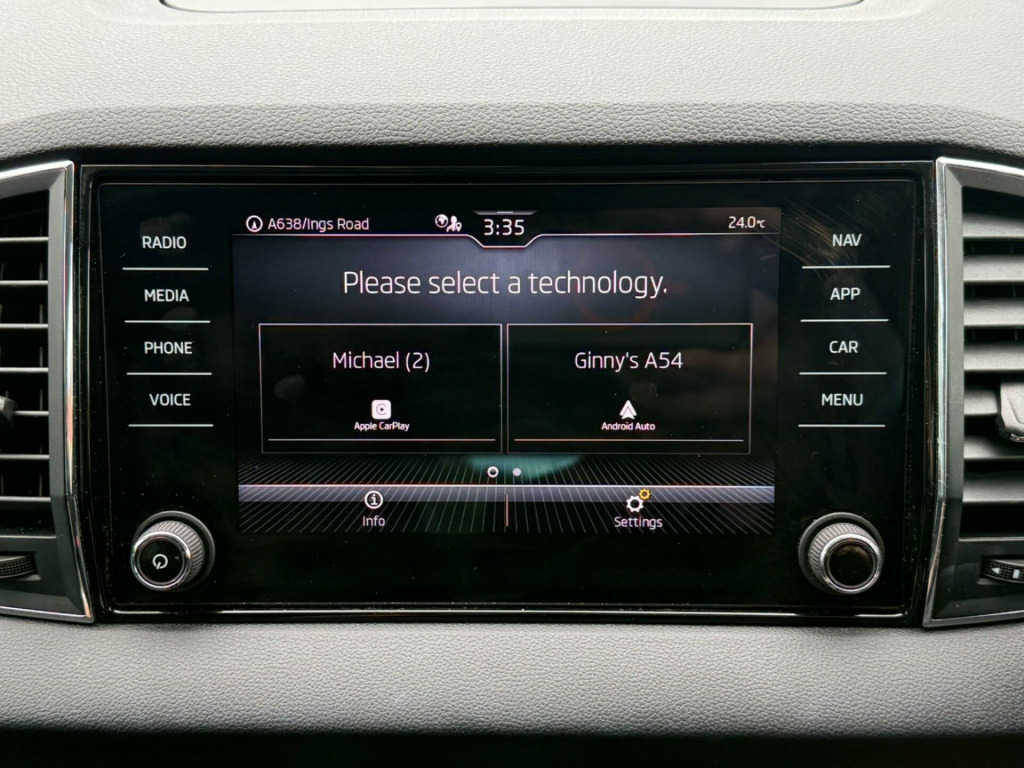 A638/Ings Road
3:35
24.0°C
RADIO
MEDIA
PHONE
VOICE
Please select a technology.
Michael (2)
Apple CarPlay
Ginny's A54
Android Auto
Info
Settings
NAV
APP
CAR
MENU